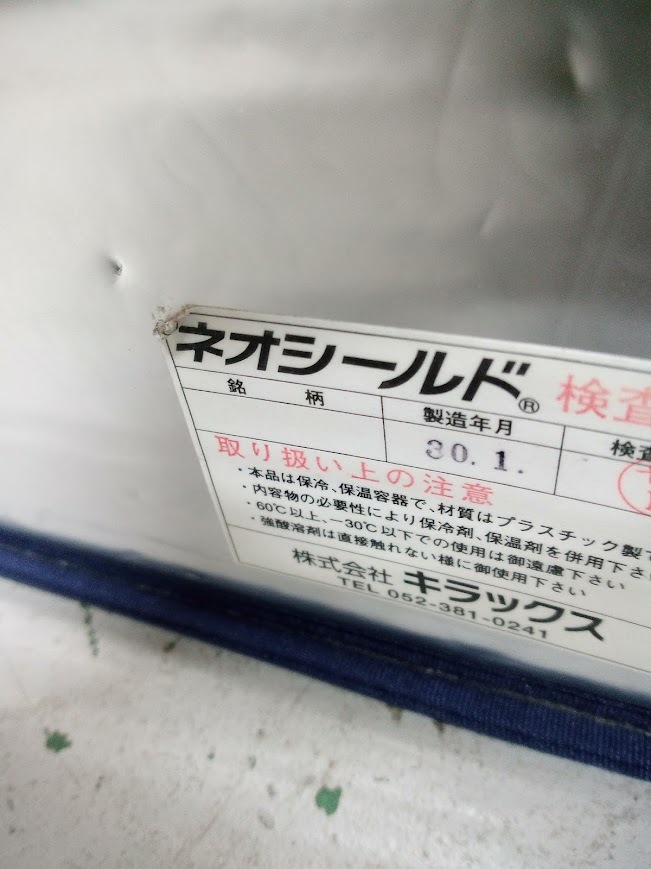 ネオシールド® 検査
銘柄
製造年月
検査
30.1.
取り扱い上の注意
・本品は保冷、保温容器で、材質はプラスチック製で
・内容物の必要性により保冷剤、保温剤を併用下さい
・60℃以上、−30℃以下での使用は御遠慮下さい
・強酸溶剤は直接触れない様に御使用下さい
株式会社 キラックス
TEL 052-381-0241